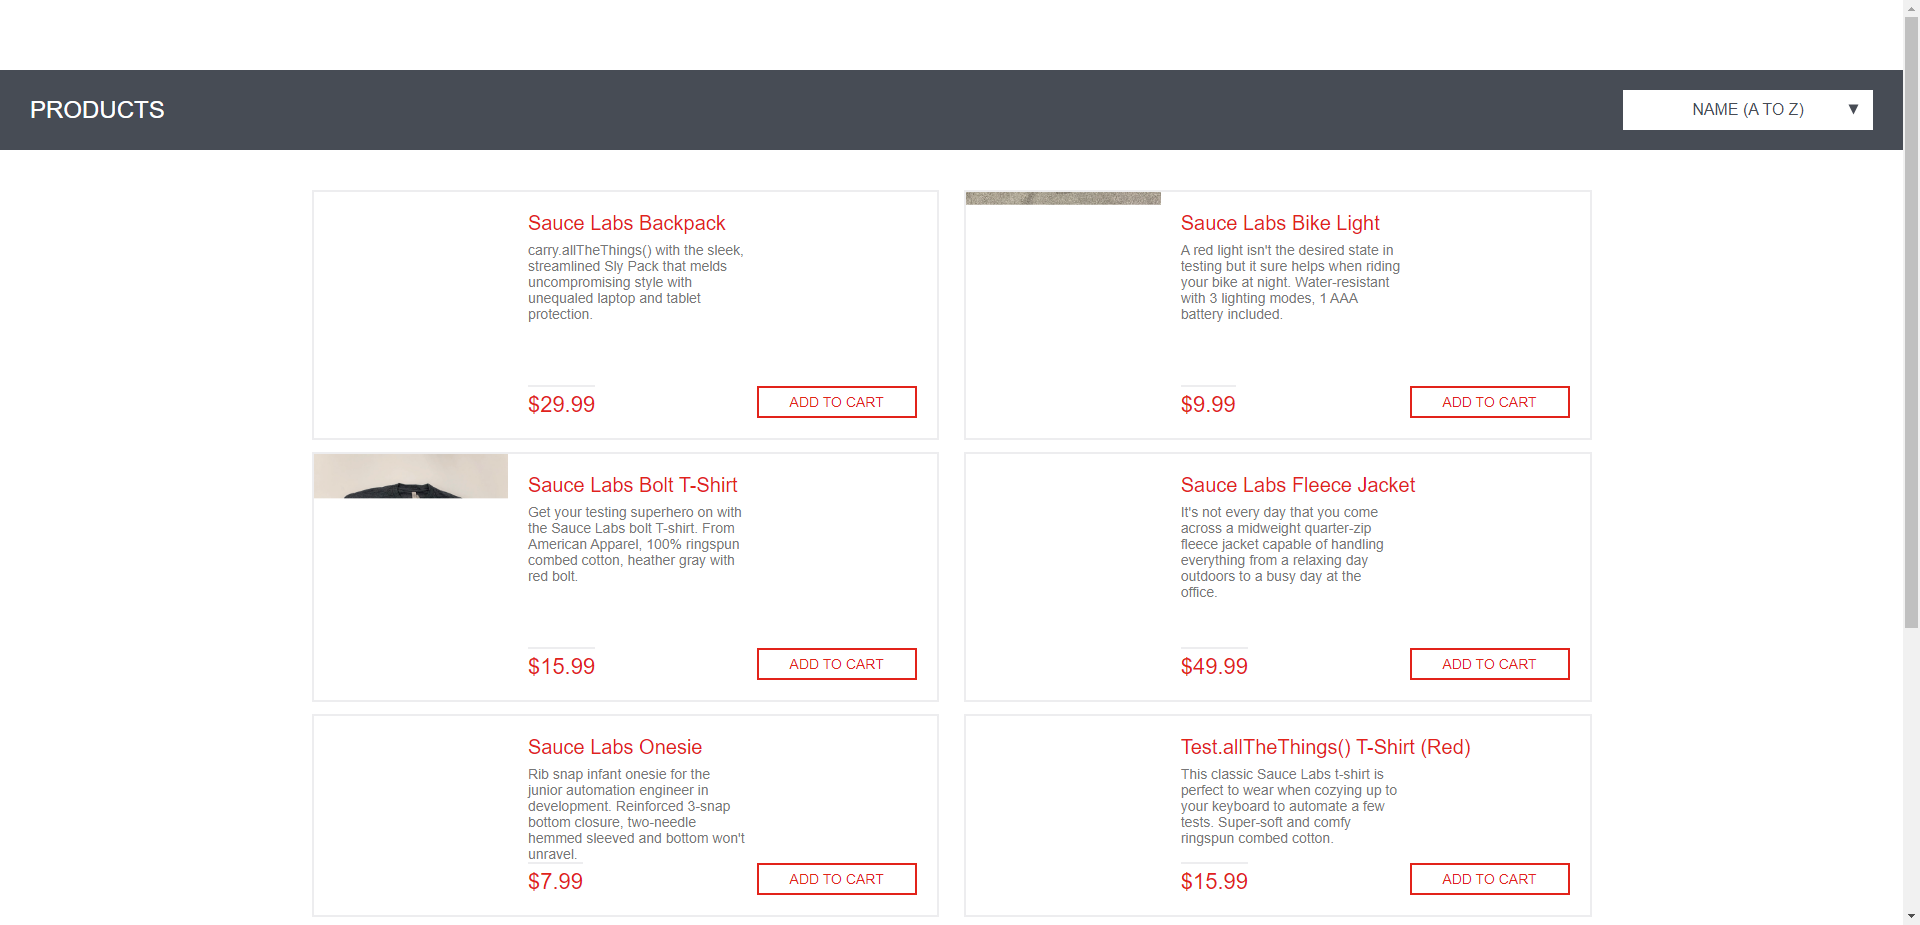 PRODUCTS
NAME (A TO Z)
Sauce Labs Backpack
carry.allTheThings() with the sleek,
streamlined Sly Pack that melds
uncompromising style with
unequaled laptop and tablet
protection.
$29.99
ADD TO CART
Sauce Labs Bike Light
A red light isn't the desired state in
testing but it sure helps when riding
your bike at night. Water-resistant
with 3 lighting modes, 1 AAA
battery included.
$9.99
ADD TO CART
Sauce Labs Bolt T-Shirt
Get your testing superhero on with
the Sauce Labs bolt T-shirt. From
American Apparel, 100% ringspun
combed cotton, heather gray with
red bolt.
$15.99
ADD TO CART
Sauce Labs Fleece Jacket
It's not every day that you come
across a midweight quarter-zip
fleece jacket capable of handling
everything from a relaxing day
outdoors to a busy day at the
office.
$49.99
ADD TO CART
Sauce Labs Onesie
Rib snap infant onesie for the
junior automation engineer in
development. Reinforced 3-snap
bottom closure, two-needle
hemmed sleeved and bottom won't
unravel.
$7.99
ADD TO CART
Test.allTheThings() T-Shirt (Red)
This classic Sauce Labs t-shirt is
perfect to wear when cozying up to
your keyboard to automate a few
tests. Super-soft and comfy
ringspun combed cotton.
$15.99
ADD TO CART